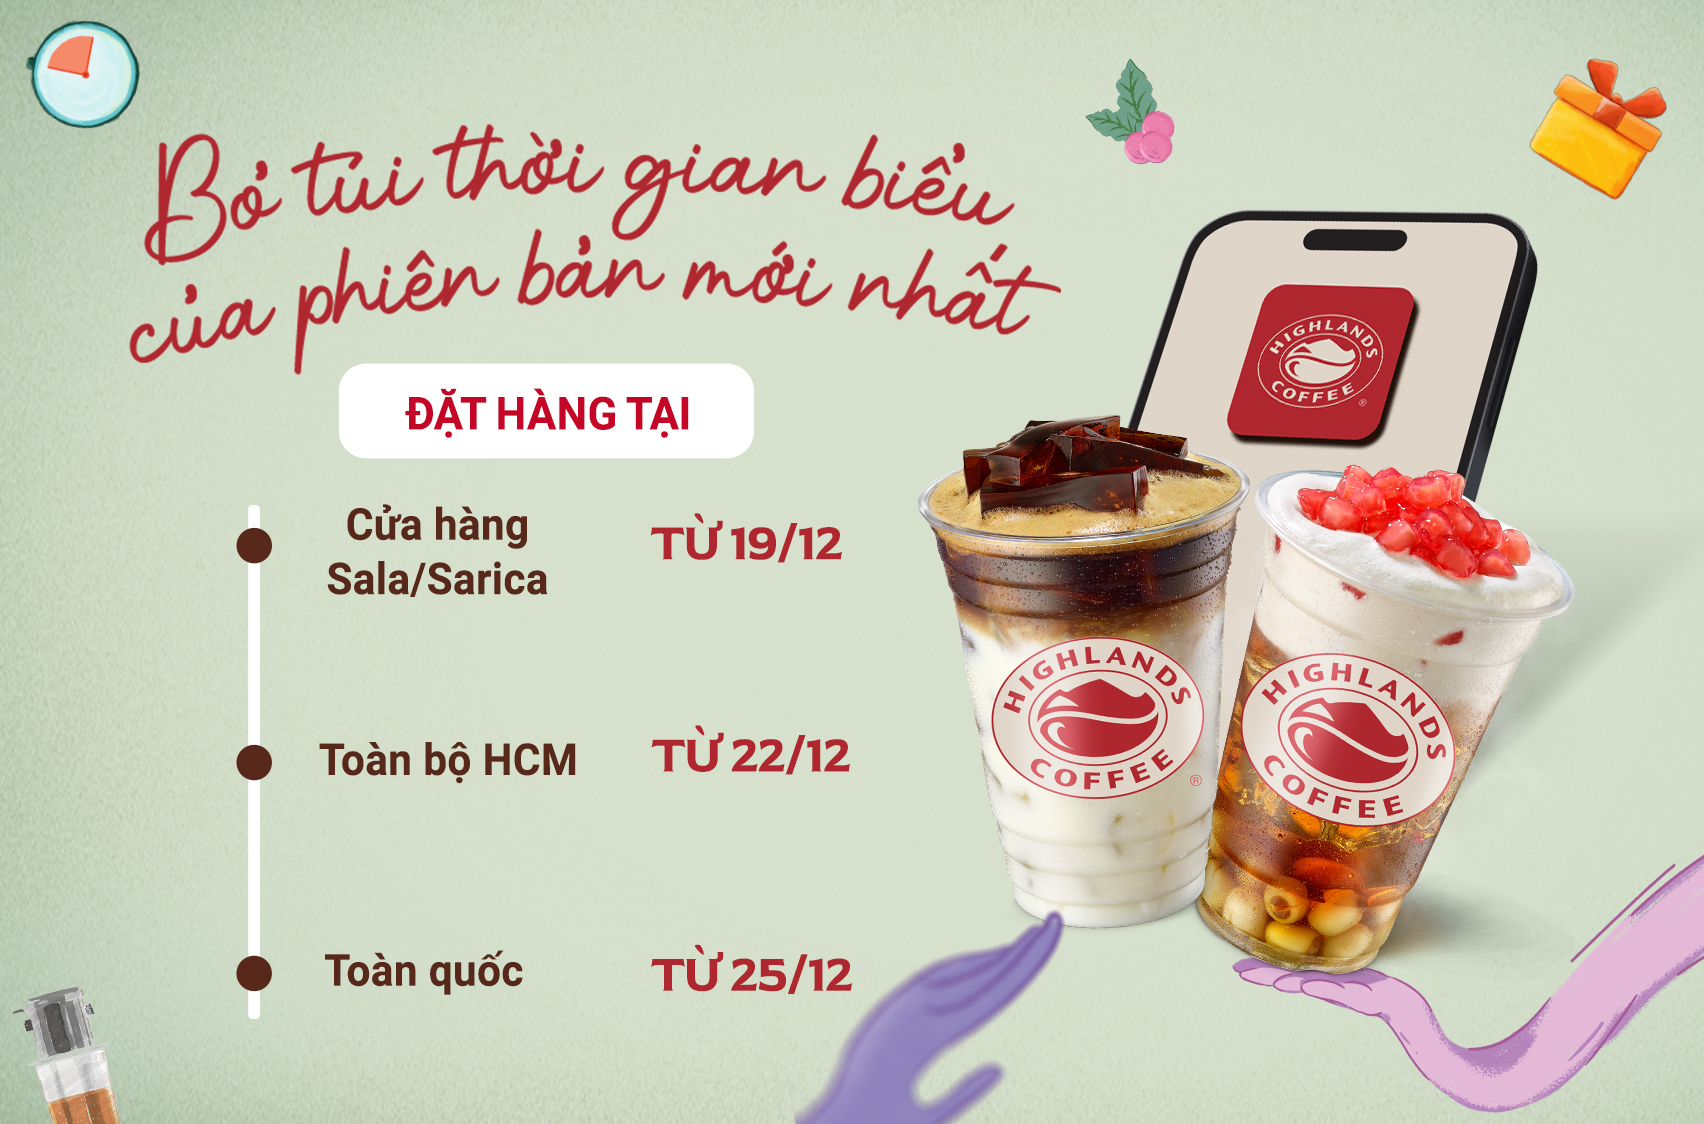 Bỏ túi thời gian biểu
của phiên bản mới nhất
ĐẶT HÀNG TẠI
Cửa hàng
Sala/Sarica
TỪ 19/12
Toàn bộ HCM
TỪ 22/12
Toàn quốc
TỪ 25/12
HIGHLANDS
COFFEE
®
HIGHLANDS
COFFEE
®
HIGHLANDS
COFFEE